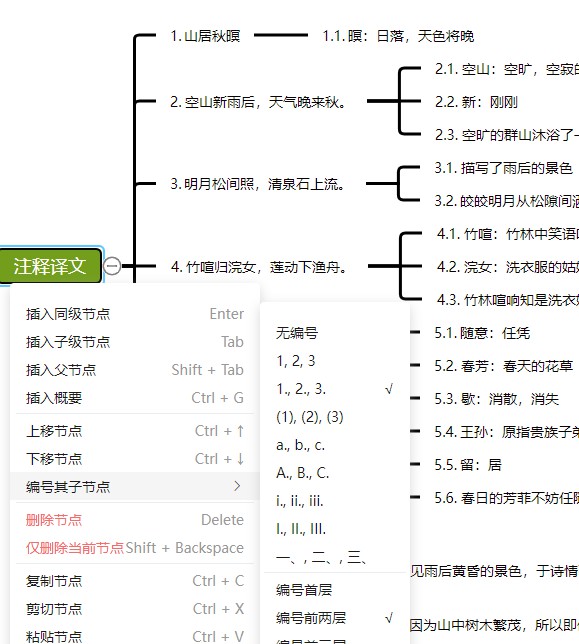 1. 山居秋暝
1.1. 暝：日落，天色将晚
2. 空山新雨后，天气晚来秋。
2.1. 空山：空旷，空寂的
2.2. 新：刚刚
2.3. 空旷的群山沐浴了一
3. 明月松间照，清泉石上流。
3.1. 描写了雨后的景色
3.2. 皎皎明月从松隙间洒
注释译文
4. 竹喧归浣女，莲动下渔舟。
4.1. 竹喧：竹林中笑语
4.2. 浣女：洗衣服的姑娘
4.3. 竹林喧响知是洗衣姑
5.1. 随意：任凭
5.2. 春芳：春天的花草
5.3. 歇：消散，消失
5.4. 王孙：原指贵族子弟
5.5. 留：居
5.6. 春日的芳菲不妨任随
见雨后黄昏的景色，于诗情
因为山中树木繁茂，所以即
插入同级节点 Enter
插入子级节点 Tab
插入父节点 Shift + Tab
插入概要 Ctrl + G
上移节点 Ctrl + ↑
下移节点 Ctrl + ↓
编号其子节点
删除节点 Delete
仅删除当前节点 Shift + Backspace
复制节点 Ctrl + C
剪切节点 Ctrl + X
粘贴节点 Ctrl + V
无编号
1, 2, 3
1., 2., 3. √
(1), (2), (3)
a., b., c.
A., B., C.
i., ii., iii.
I., II., III.
一、, 二、, 三、
编号首层
编号前两层 √